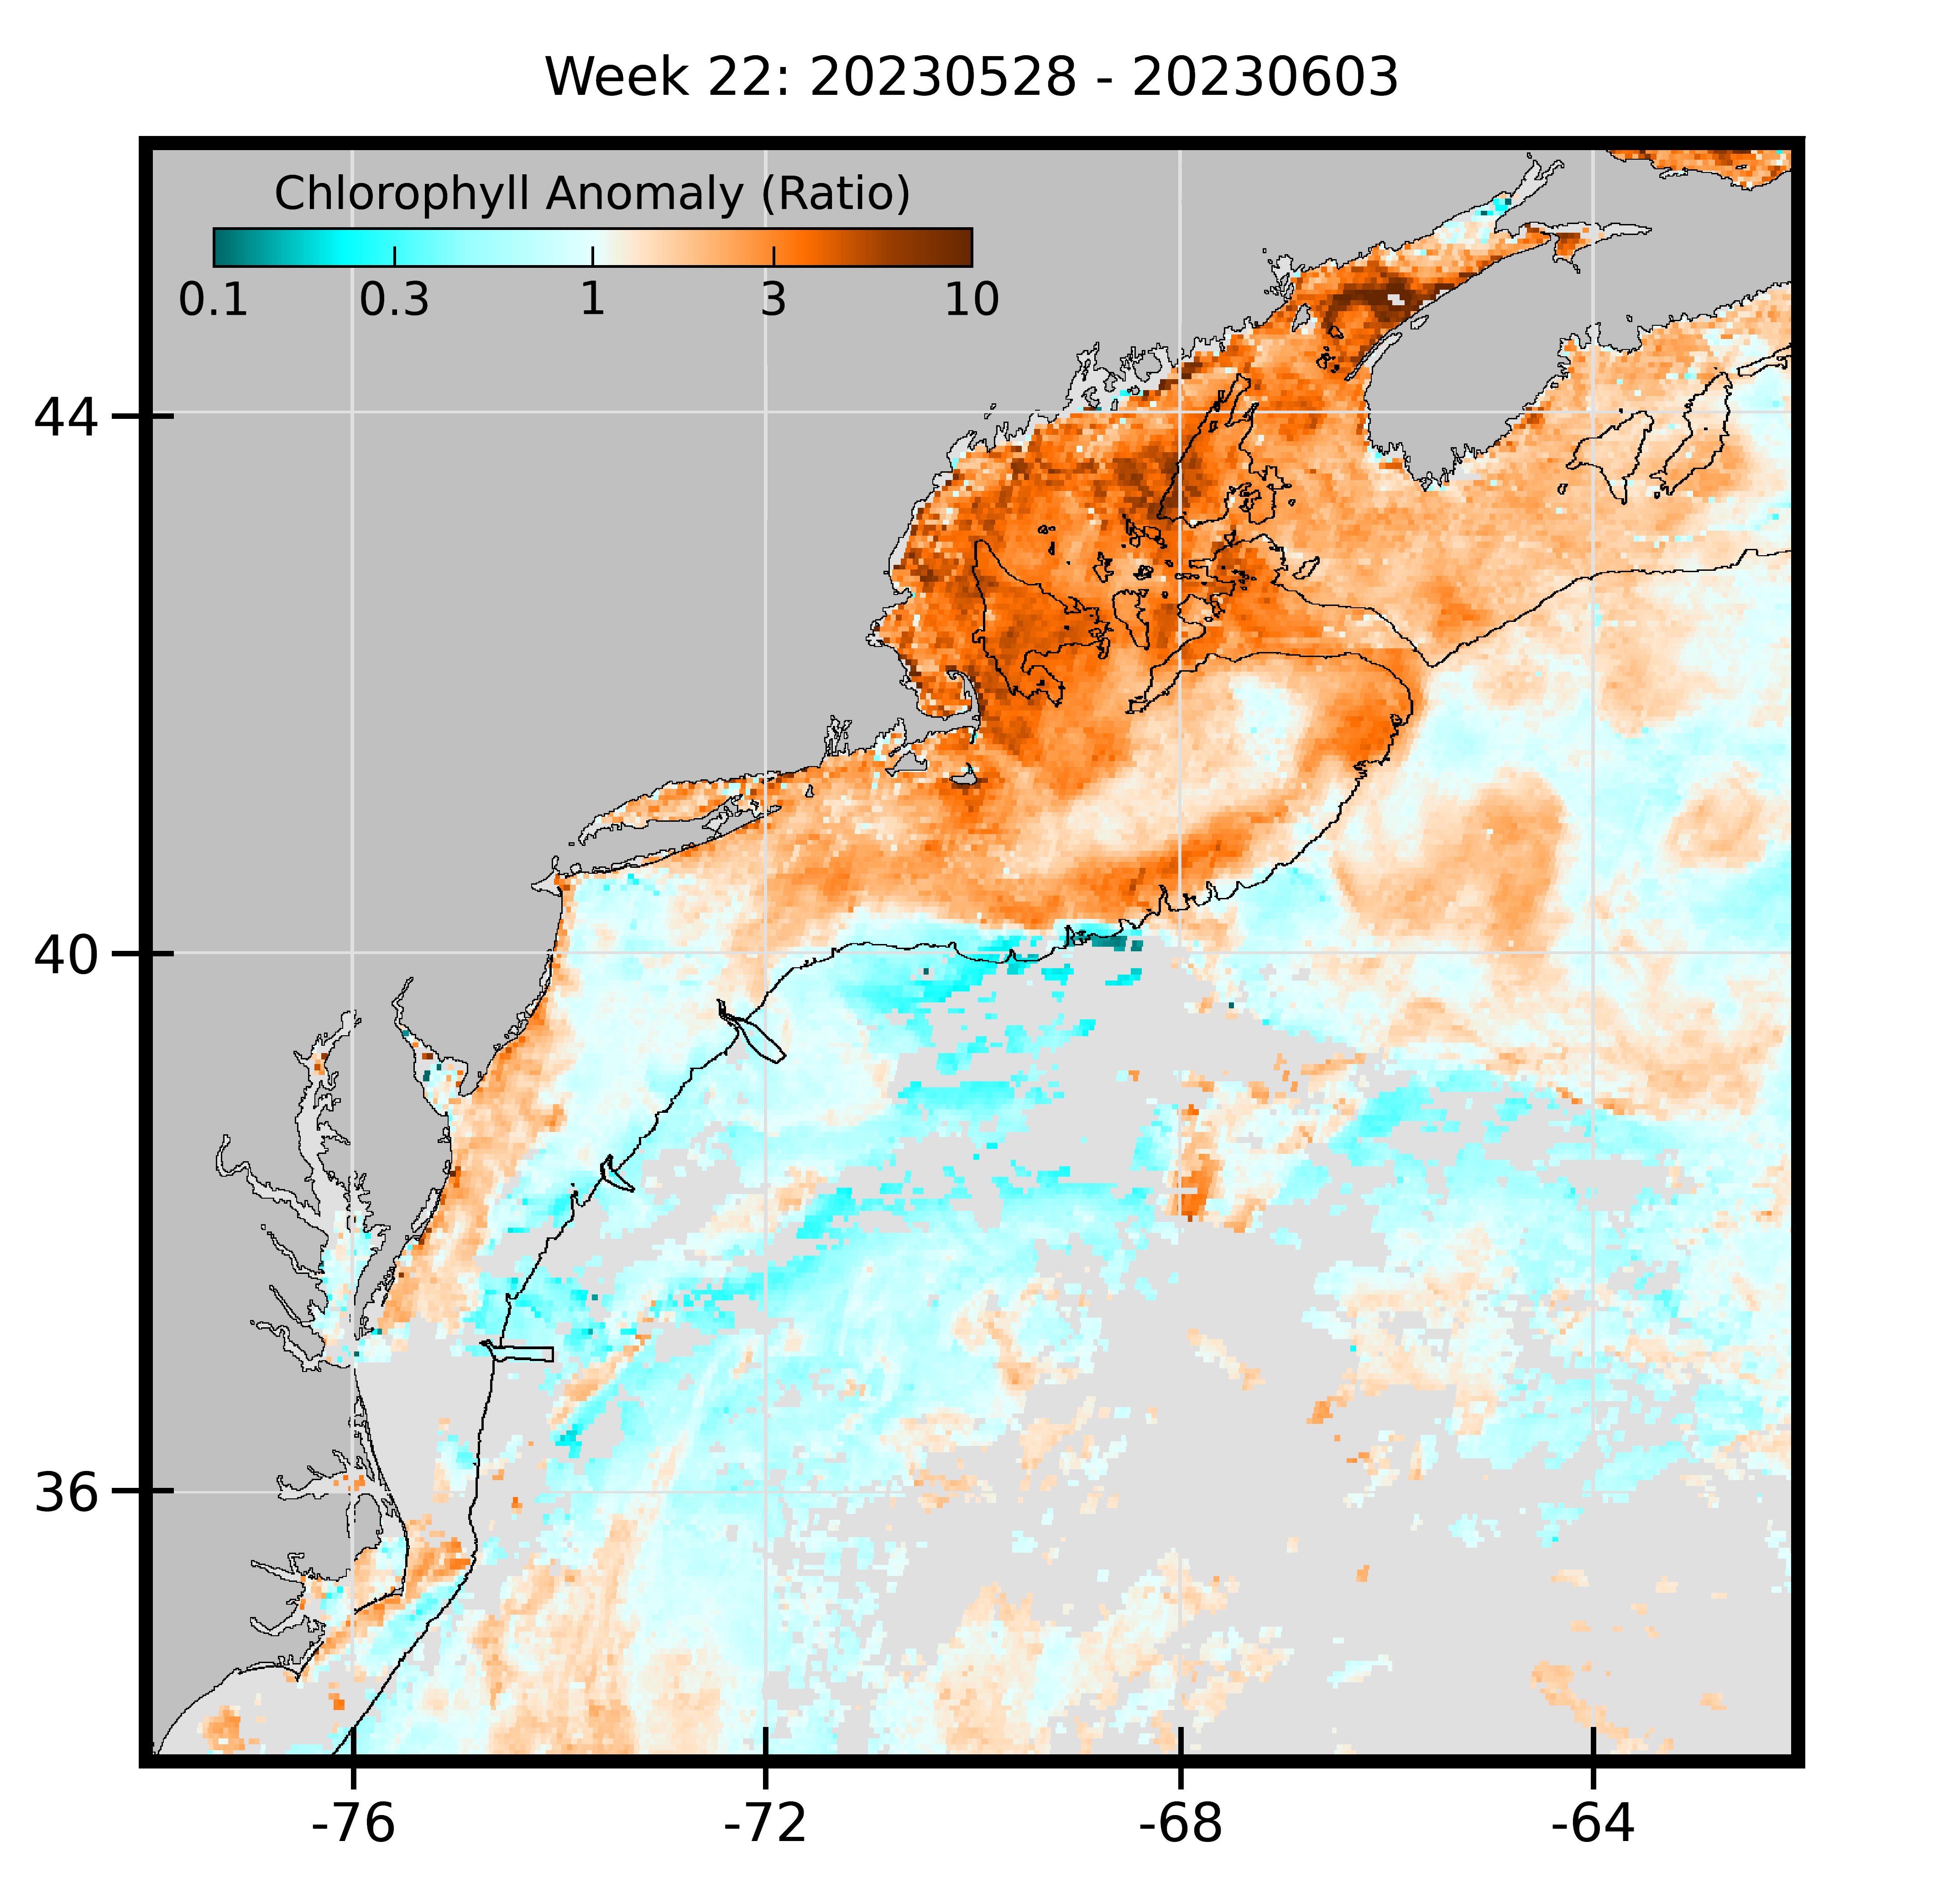 Week 22: 20230528 - 20230603
Chlorophyll Anomaly (Ratio)
0.1 0.3 1 3 10
44
40
36
-76 -72 -68 -64